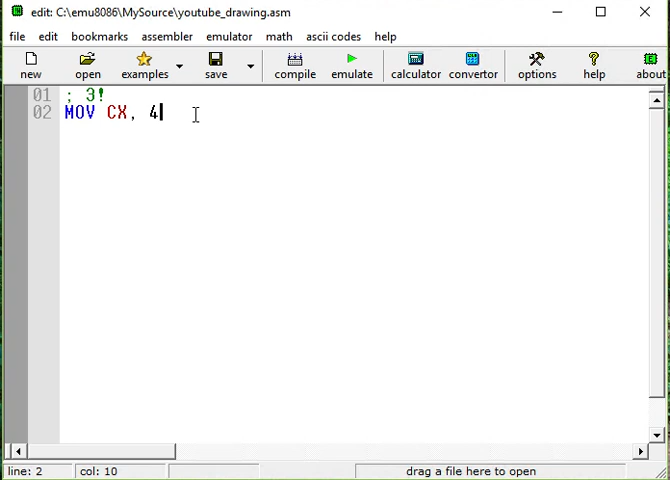 edit: C:\emu8086\MySource\youtube_drawing.asm
file edit bookmarks assembler emulator math ascii codes help
new open examples save compile emulate calculator convertor options help about
01 ; 3!
02 MOV CX, 4
line: 2 col: 10 drag a file here to open